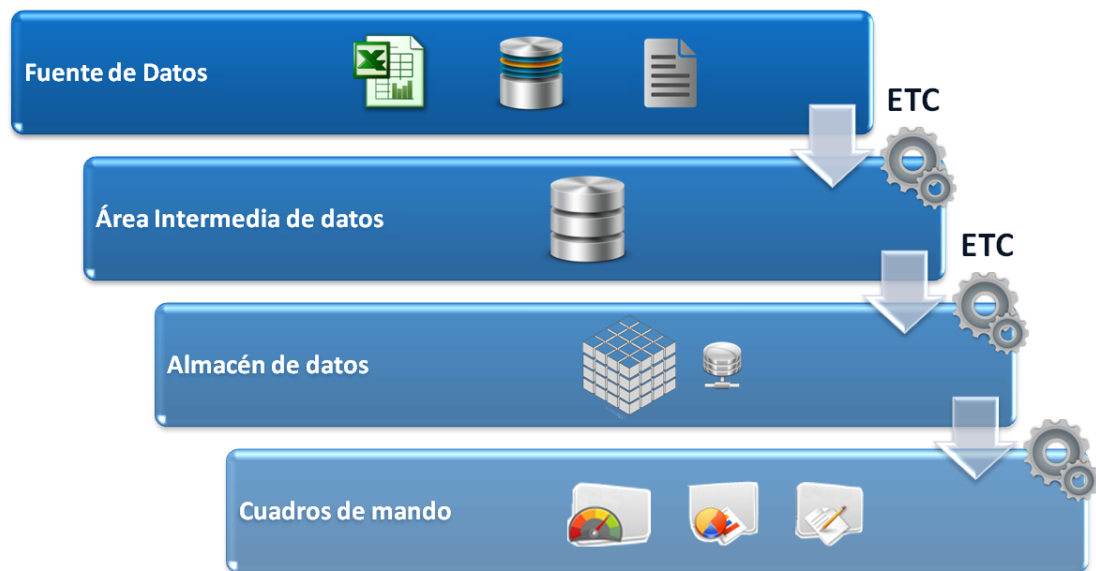 Fuente de Datos
ETC
Área Intermedia de datos
ETC
Almacén de datos
Cuadros de mando